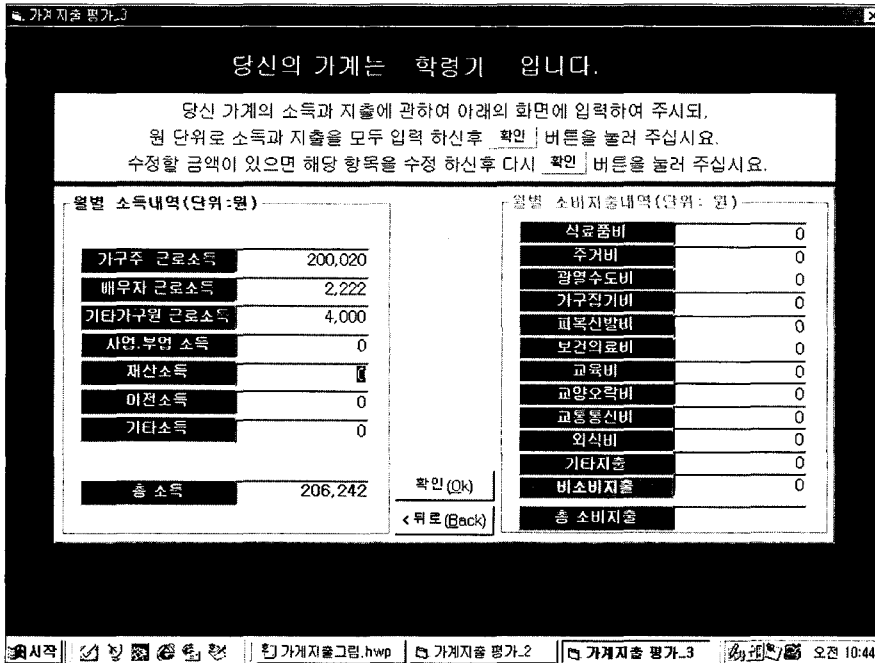 가계지출 평가_3
당신의 가계는 학령기 입니다.
당신 가계의 소득과 지출에 관하여 아래의 화면에 입력하여 주시되,
원 단위로 소득과 지출을 모두 입력 하신후 확인 버튼을 눌러 주십시요.
수정할 금액이 있으면 해당 항목을 수정 하신후 다시 확인 버튼을 눌러 주십시요.
월별 소득내역(단위:원)
가구주 근로소득 200,020
배우자 근로소득 2,222
기타가구원 근로소득 4,000
사업.부업 소득 0
재산소득 0
이전소득 0
기타소득 0
총 소득 206,242
확인(Ok)
<뒤로(Back)
월별 소비지출내역(단위: 원)
식료품비 0
주거비 0
광열수도비 0
가구집기비 0
피복신발비 0
보건의료비 0
교육비 0
교양오락비 0
교통통신비 0
외식비 0
기타지출 0
비소비지출 0
총 소비지출
시작 가계지출그림.hwp 가계지출 평가_2 가계지출 평가_3 오전 10:44